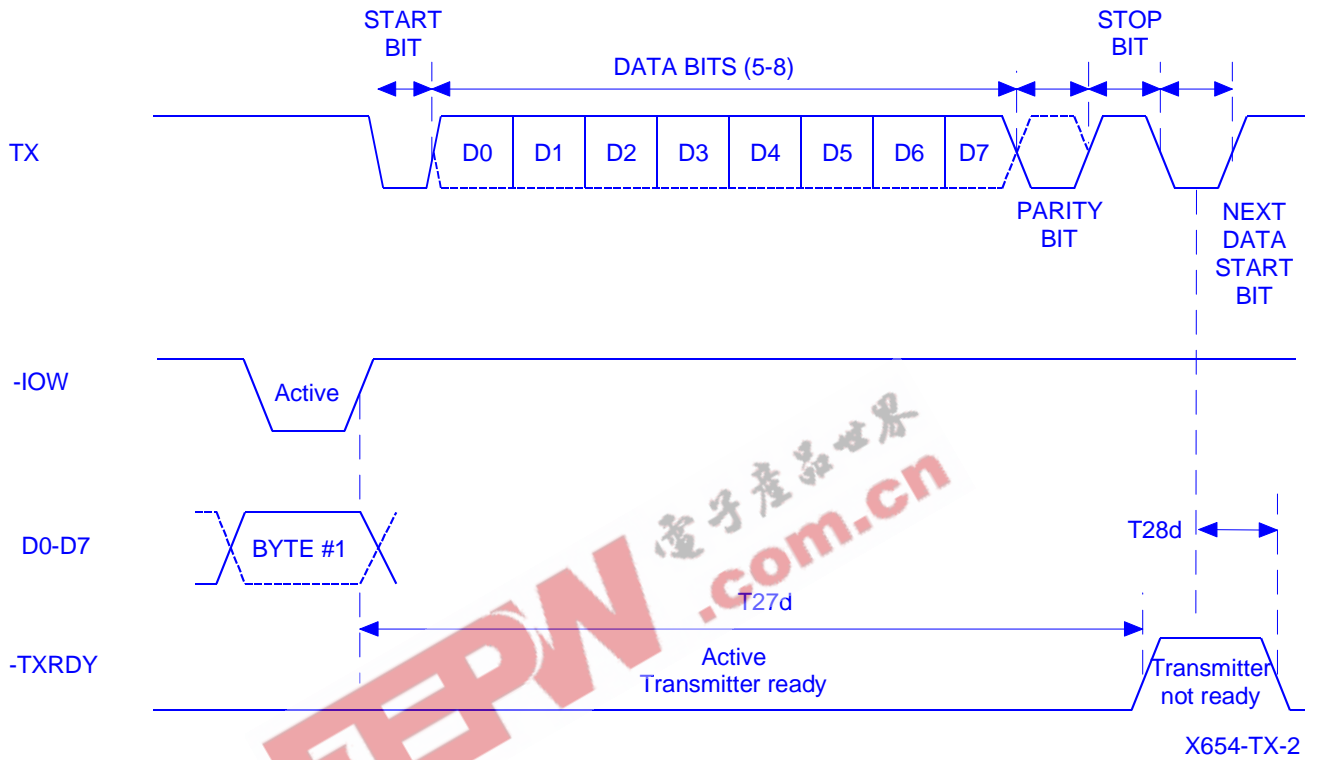 START
BIT
DATA BITS (5-8)
STOP
BIT
TX
D0 D1 D2 D3 D4 D5 D6 D7
PARITY
BIT
NEXT
DATA
START
BIT
-IOW
Active
電子產品世界
.com.cn
D0-D7
BYTE #1
T28d
T27d
-TXRDY
Active
Transmitter ready
Transmitter
not ready
EEPW
X654-TX-2